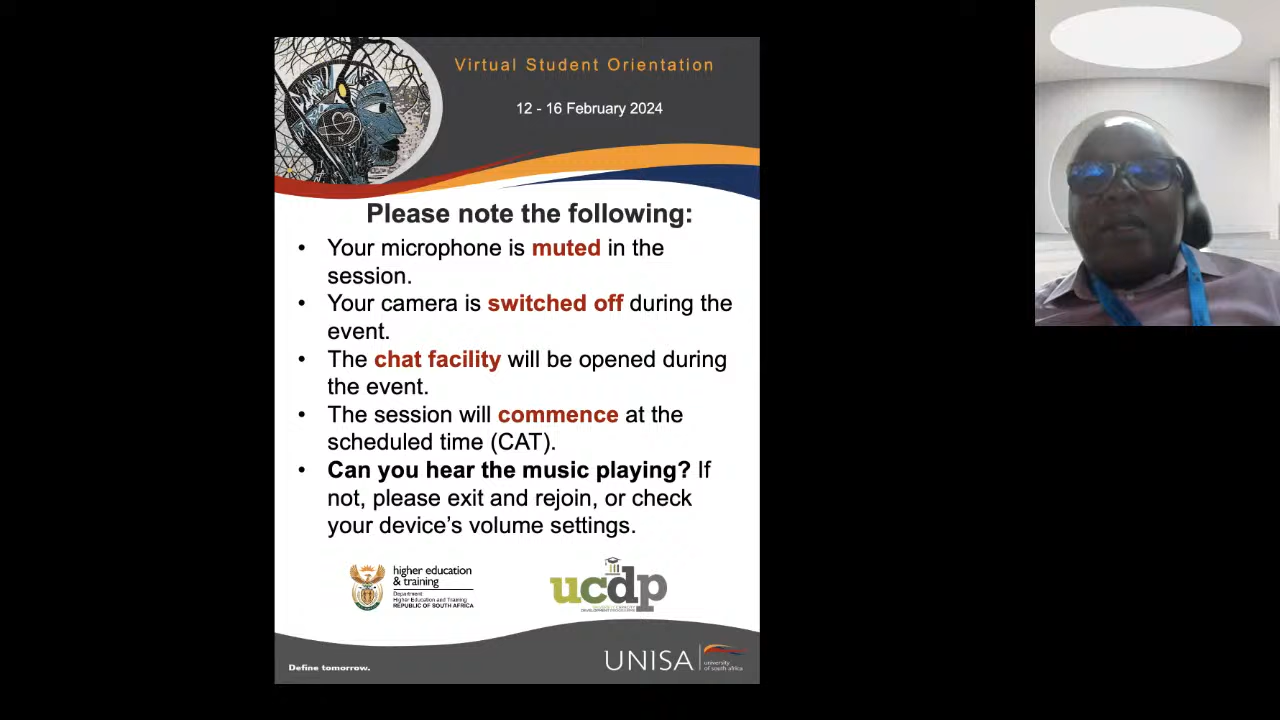 Virtual Student Orientation
12 - 16 February 2024
Please note the following:
• Your microphone is muted in the
session.
• Your camera is switched off during the
event.
• The chat facility will be opened during
the event.
• The session will commence at the
scheduled time (CAT).
• Can you hear the music playing? If
not, please exit and rejoin, or check
your device’s volume settings.
higher education
& training
Department:
Higher Education and Training
REPUBLIC OF SOUTH AFRICA
ucdp
DEVELOPMENT PROGRAMME
Define tomorrow.
UNISA
university
of south africa